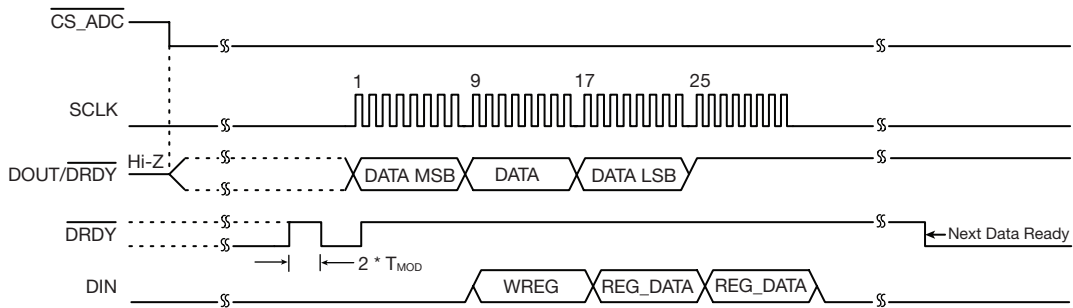 CS_ADC
1 9 17 25
SCLK
Hi-Z
DOUT/DRDY DATA MSB DATA DATA LSB
DRDY Next Data Ready
2 * TMOD
DIN WREG REG_DATA REG_DATA